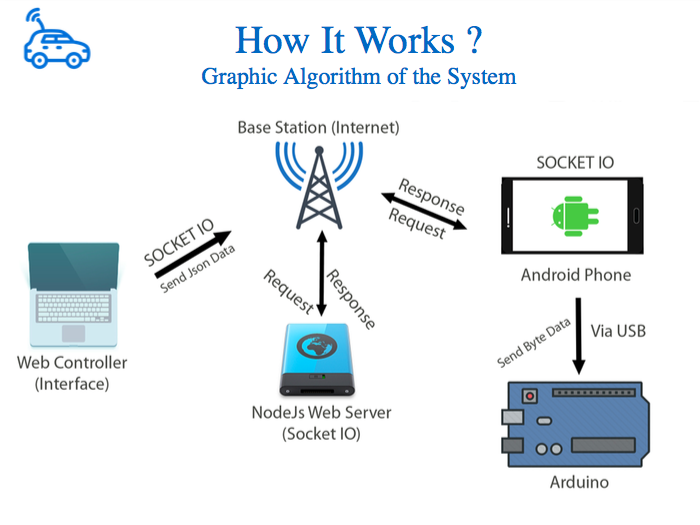 How It Works ?
Graphic Algorithm of the System
Base Station (Internet)
SOCKET IO
Response
Request
SOCKET IO
Send Json Data
Request
Response
Android Phone
Send Byte Data
Via USB
Web Controller
(Interface)
NodeJs Web Server
(Socket IO)
Arduino